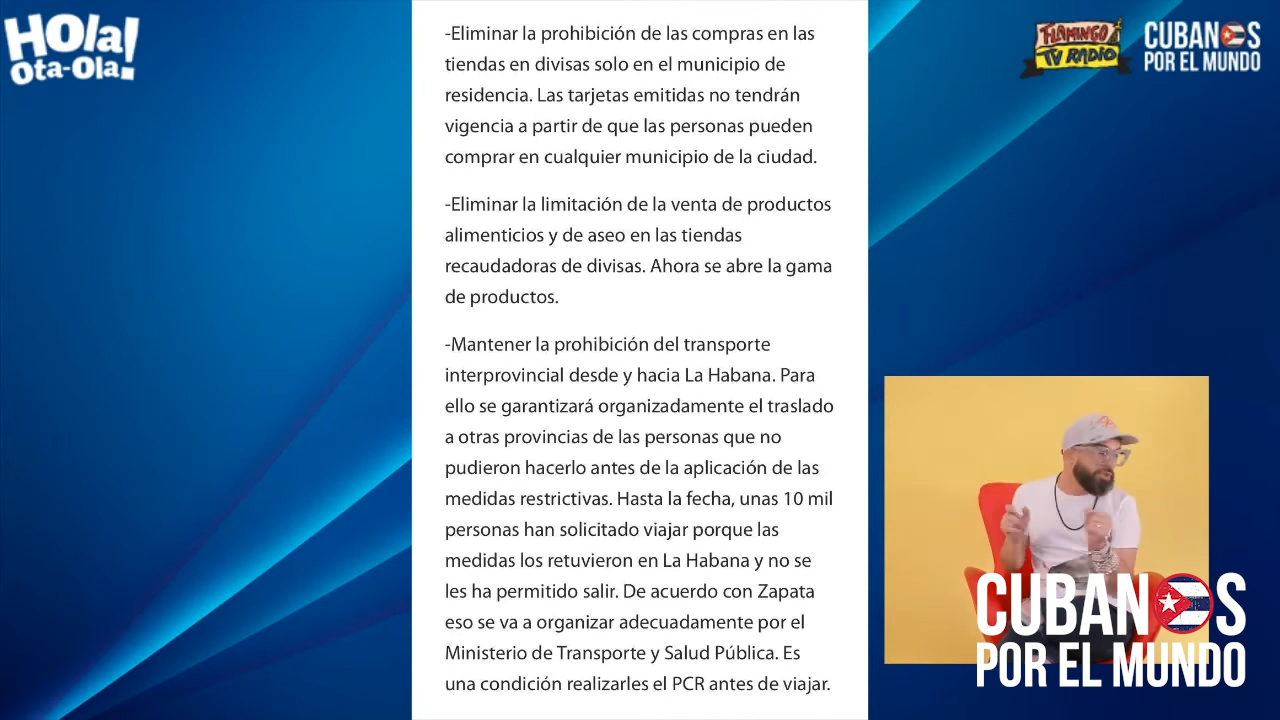 HOla!
Ota-Ola!
FLAMINGO
TV RADIO
CUBANOS
POR EL MUNDO
-Eliminar la prohibición de las compras en las
tiendas en divisas solo en el municipio de
residencia. Las tarjetas emitidas no tendrán
vigencia a partir de que las personas pueden
comprar en cualquier municipio de la ciudad.
-Eliminar la limitación de la venta de productos
alimenticios y de aseo en las tiendas
recaudadoras de divisas. Ahora se abre la gama
de productos.
-Mantener la prohibición del transporte
interprovincial desde y hacia La Habana. Para
ello se garantizará organizadamente el traslado
a otras provincias de las personas que no
pudieron hacerlo antes de la aplicación de las
medidas restrictivas. Hasta la fecha, unas 10 mil
personas han solicitado viajar porque las
medidas los retuvieron en La Habana y no se
les ha permitido salir. De acuerdo con Zapata
eso se va a organizar adecuadamente por el
Ministerio de Transporte y Salud Pública. Es
una condición realizarles el PCR antes de viajar.
CUBANOS
POR EL MUNDO